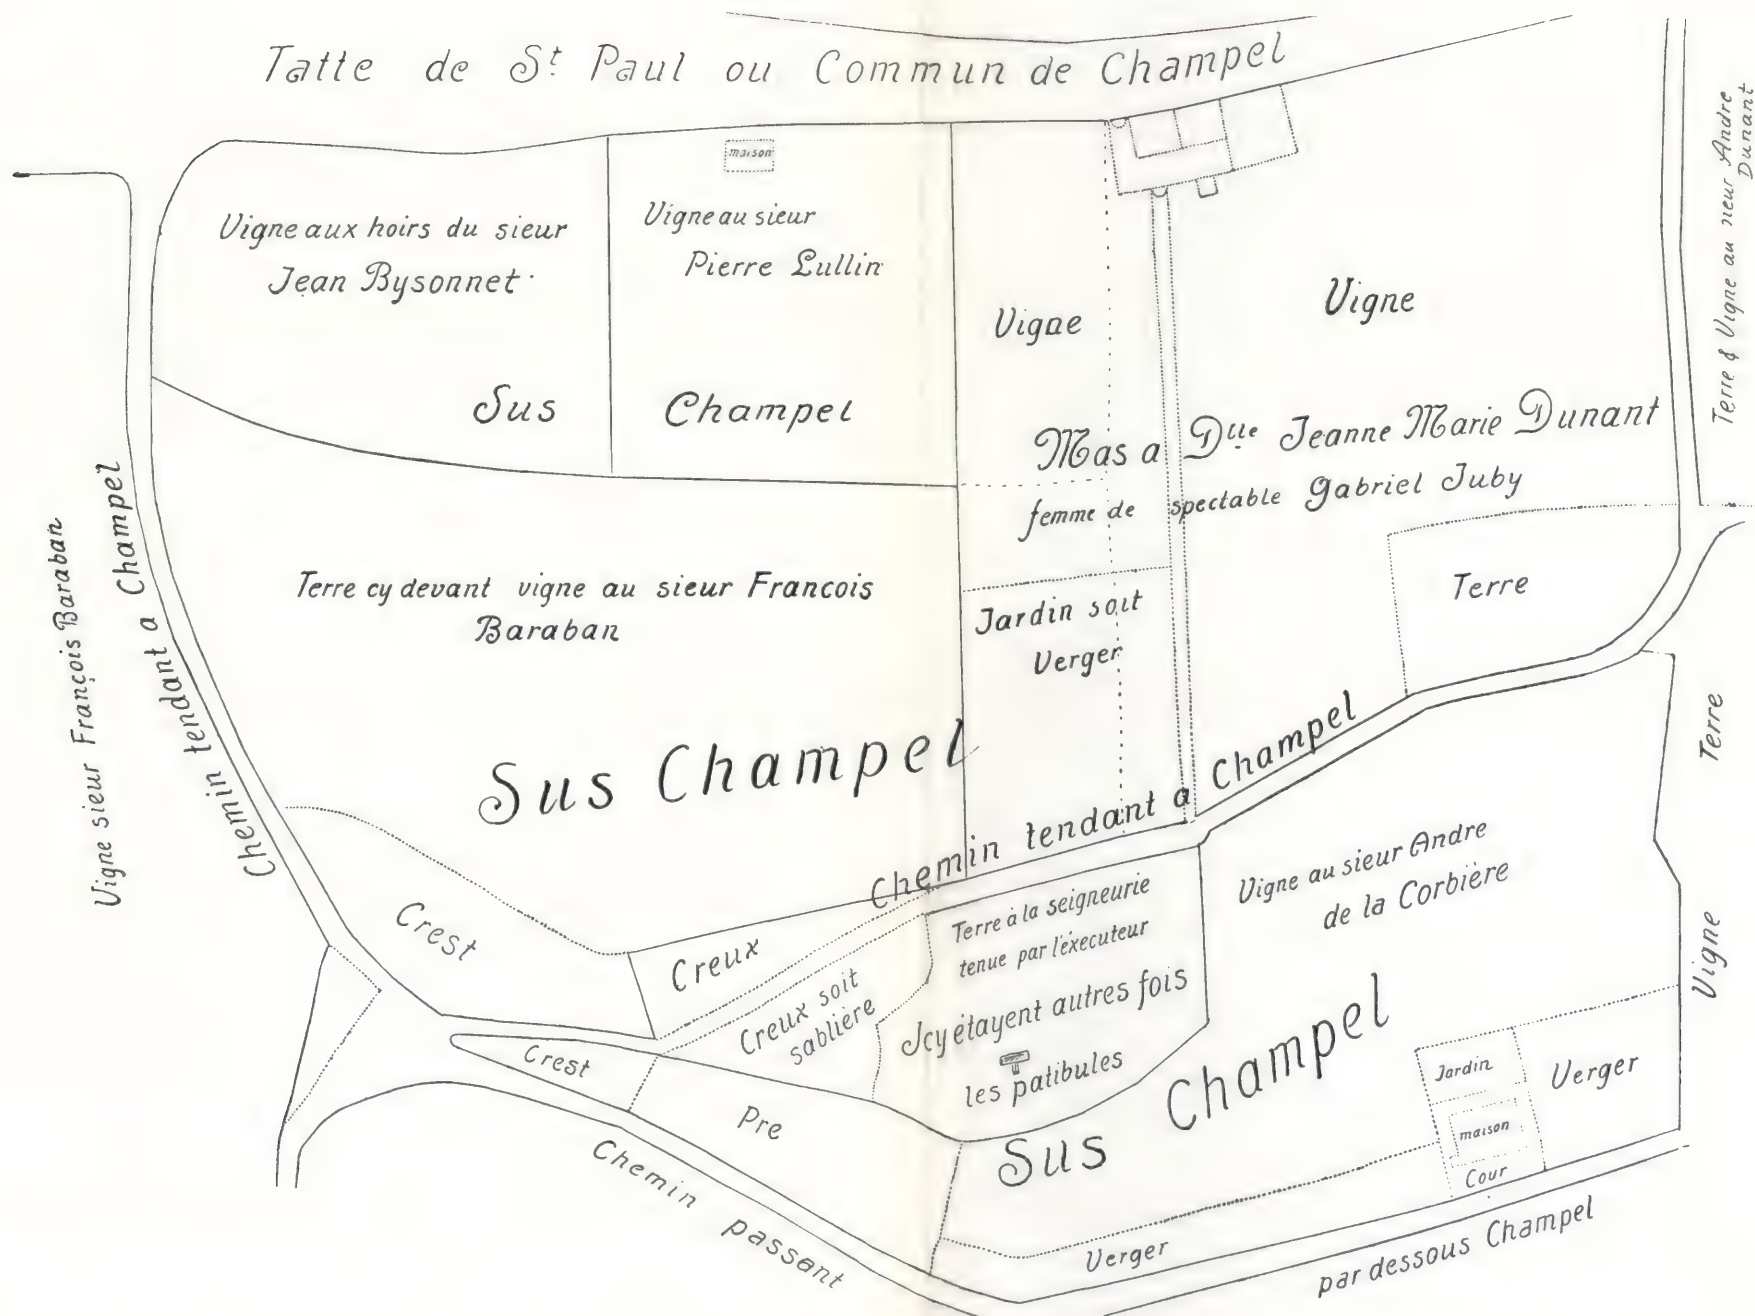 Tatte de St Paul ou Commun de Champel
maison
Vigne aux hoirs du sieur
Jean Bysonnet
Vigne au sieur
Pierre Lullin
Sus Champel
Vigne
Vigne
Mas a Dlle Jeanne Marie Dunant
femme de spectable Gabriel Juby
Terre & Vigne au sieur Andre
Dunant
Vigne sieur François Baraban
Chemin tendant a Champel
Terre cy devant vigne au sieur Francois
Baraban
Jardin soit
Verger
Terre
Sus Champel
Chemin tendant a Champel
Terre
Vigne
Crest
Creux
Creux soit
sablière
Terre à la seigneurie
tenue par l'éxecuteur
Jcy étayent autres fois
les patibules
Vigne au sieur Andre
de la Corbière
Crest
Pre
Sus Champel
Jardin
Verger
maison
Cour
Verger
Chemin passant
par dessous Champel